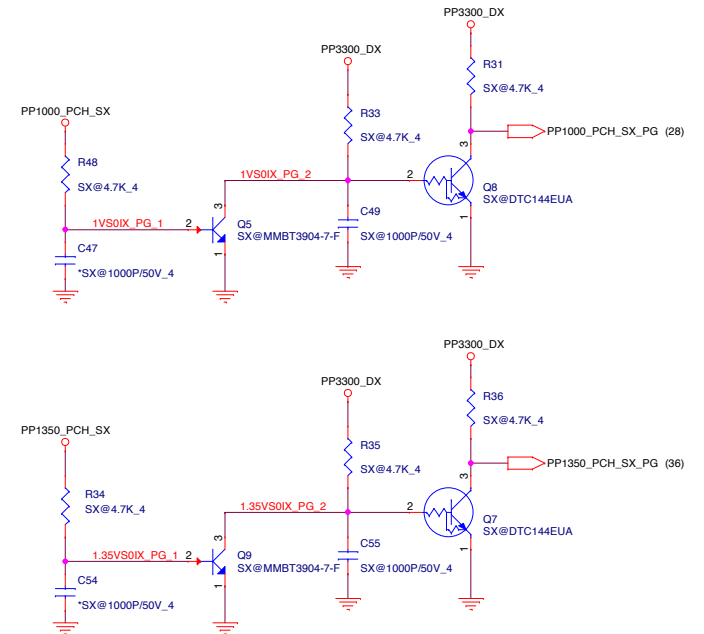 PP3300_DX
R31
SX@4.7K_4
PP1000_PCH_SX_PG (28)
3
PP3300_DX
R33
SX@4.7K_4
PP1000_PCH_SX
R48
SX@4.7K_4
1VS0IX_PG_2
2
Q8
SX@DTC144EUA
1
1VS0IX_PG_1
2
3
Q5
SX@MMBT3904-7-F
1
C49
SX@1000P/50V_4
C47
*SX@1000P/50V_4
PP3300_DX
R36
SX@4.7K_4
PP1350_PCH_SX_PG (36)
3
PP3300_DX
R35
SX@4.7K_4
PP1350_PCH_SX
R34
SX@4.7K_4
1.35VS0IX_PG_2
2
Q7
SX@DTC144EUA
1
1.35VS0IX_PG_1
2
3
Q9
SX@MMBT3904-7-F
1
C55
SX@1000P/50V_4
C54
*SX@1000P/50V_4